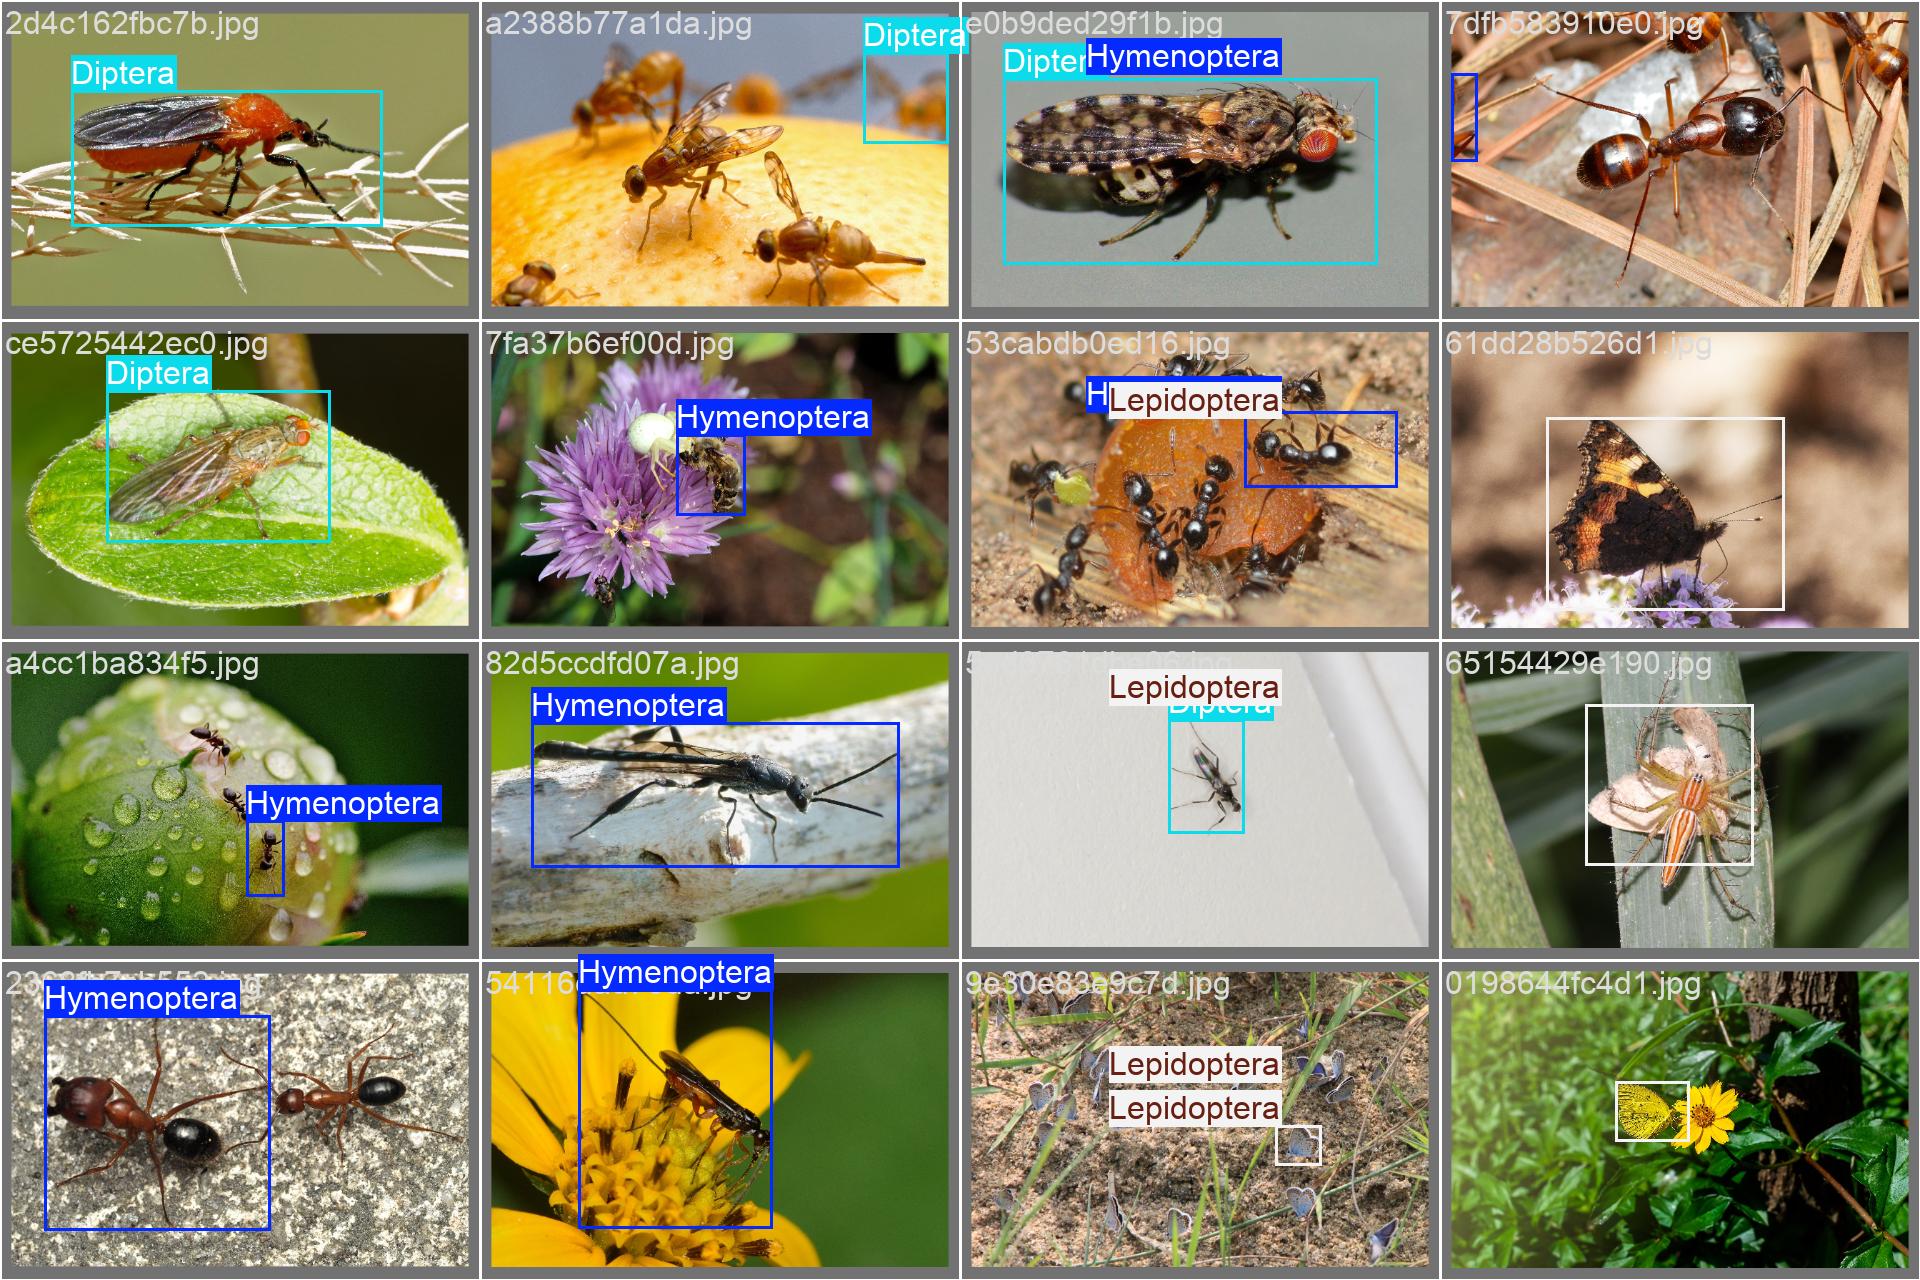 2d4c162fbc7b.jpg
Diptera
a2388b77a1da.jpg
Diptera
e0b9ded29f1b.jpg
Hymenoptera
7dfb583910e0.jpg
ce5725442ec0.jpg
Diptera
7fa37b6ef00d.jpg
Hymenoptera
53cabdb0ed16.jpg
Lepidoptera
61dd28b526d1.jpg
a4cc1ba834f5.jpg
Hymenoptera
82d5ccdfd07a.jpg
Hymenoptera
Lepidoptera
Diptera
65154429e190.jpg
Hymenoptera
Hymenoptera
9e30e83e9c7d.jpg
Lepidoptera
Lepidoptera
0198644fc4d1.jpg